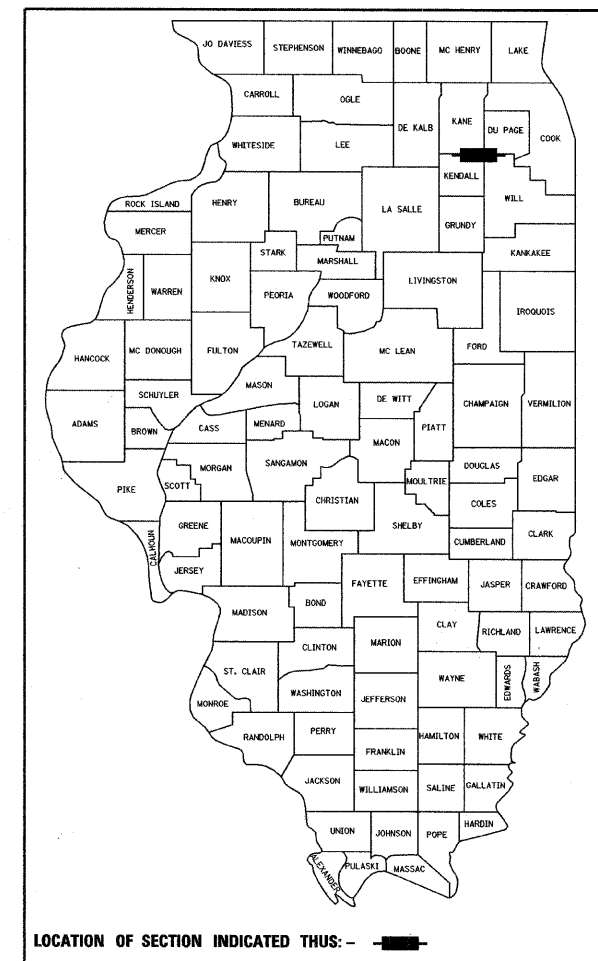 JO DAVIESS STEPHENSON WINNEBAGO BOONE MC HENRY LAKE
CARROLL OGLE DE KALB KANE DU PAGE COOK
WHITESIDE LEE KENDALL WILL
ROCK ISLAND HENRY BUREAU LA SALLE GRUNDY
MERCER PUTNAM KANKAKEE
STARK MARSHALL LIVINGSTON
HENDERSON WARREN KNOX PEORIA WOODFORD IROQUOIS
HANCOCK MC DONOUGH FULTON TAZEWELL MC LEAN FORD
MASON
SCHUYLER LOGAN DE WITT CHAMPAIGN VERMILION
ADAMS BROWN CASS MENARD MACON PIATT
MORGAN SANGAMON DOUGLAS
PIKE SCOTT CHRISTIAN MOULTRIE EDGAR
COLES
GREENE MACOUPIN MONTGOMERY SHELBY CUMBERLAND CLARK
CALHOUN JERSEY FAYETTE EFFINGHAM JASPER CRAWFORD
MADISON BOND
CLAY RICHLAND LAWRENCE
CLINTON MARION
ST. CLAIR WAYNE EDWARDS WABASH
WASHINGTON JEFFERSON
MONROE
RANDOLPH PERRY HAMILTON WHITE
FRANKLIN
JACKSON WILLIAMSON SALINE GALLATIN
UNION JOHNSON POPE HARDIN
ALEXANDER PULASKI MASSAC
LOCATION OF SECTION INDICATED THUS: -